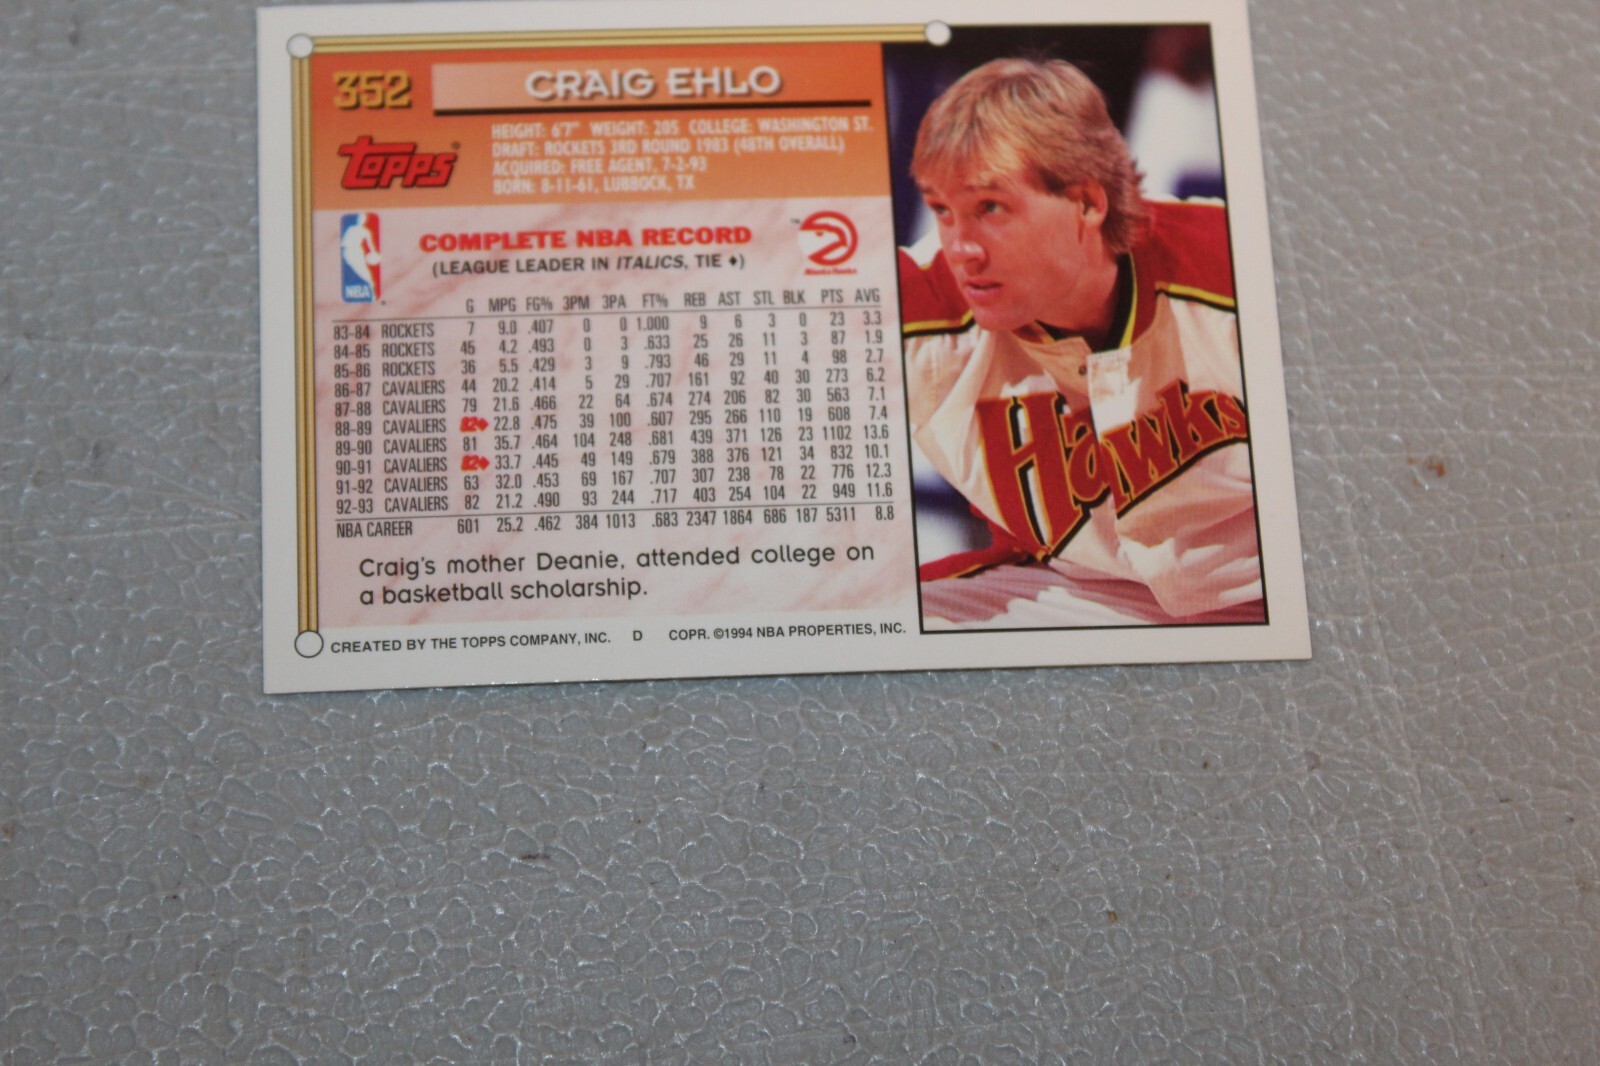 352 CRAIG EHLO
TOPPS
HEIGHT: 6'7" WEIGHT: 205 COLLEGE: WASHINGTON ST.
DRAFT: ROCKETS 3RD ROUND 1983 (48TH OVERALL)
ACQUIRED: FREE AGENT, 7-2-93
BORN: 8-11-61, LUBBOCK, TX
NBA
COMPLETE NBA RECORD
(LEAGUE LEADER IN ITALICS, TIE ♦)
G MPG FG% 3PM 3PA FT% REB AST STL BLK PTS AVG
83-84 ROCKETS 7 9.0 .407 0 0 1.000 9 6 3 0 23 3.3
84-85 ROCKETS 45 4.2 .493 0 3 .633 25 26 11 3 87 1.9
85-86 ROCKETS 36 5.5 .429 3 9 .793 46 29 11 4 98 2.7
86-87 CAVALIERS 44 20.2 .414 5 29 .707 161 92 40 30 273 6.2
87-88 CAVALIERS 79 21.6 .466 22 64 .674 274 206 82 30 563 7.1
88-89 CAVALIERS 82♦ 22.8 .475 39 100 .607 295 266 110 19 608 7.4
89-90 CAVALIERS 81 35.7 .464 104 248 .681 439 371 126 23 1102 13.6
90-91 CAVALIERS 82♦ 33.7 .445 49 149 .679 388 376 121 34 832 10.1
91-92 CAVALIERS 63 32.0 .453 69 167 .707 307 238 78 22 776 12.3
92-93 CAVALIERS 82 21.2 .490 93 244 .717 403 254 104 22 949 11.6
NBA CAREER 601 25.2 .462 384 1013 .683 2347 1864 686 187 5311 8.8
Craig's mother Deanie, attended college on
a basketball scholarship.
CREATED BY THE TOPPS COMPANY, INC. D COPR. ©1994 NBA PROPERTIES, INC.
Hawks